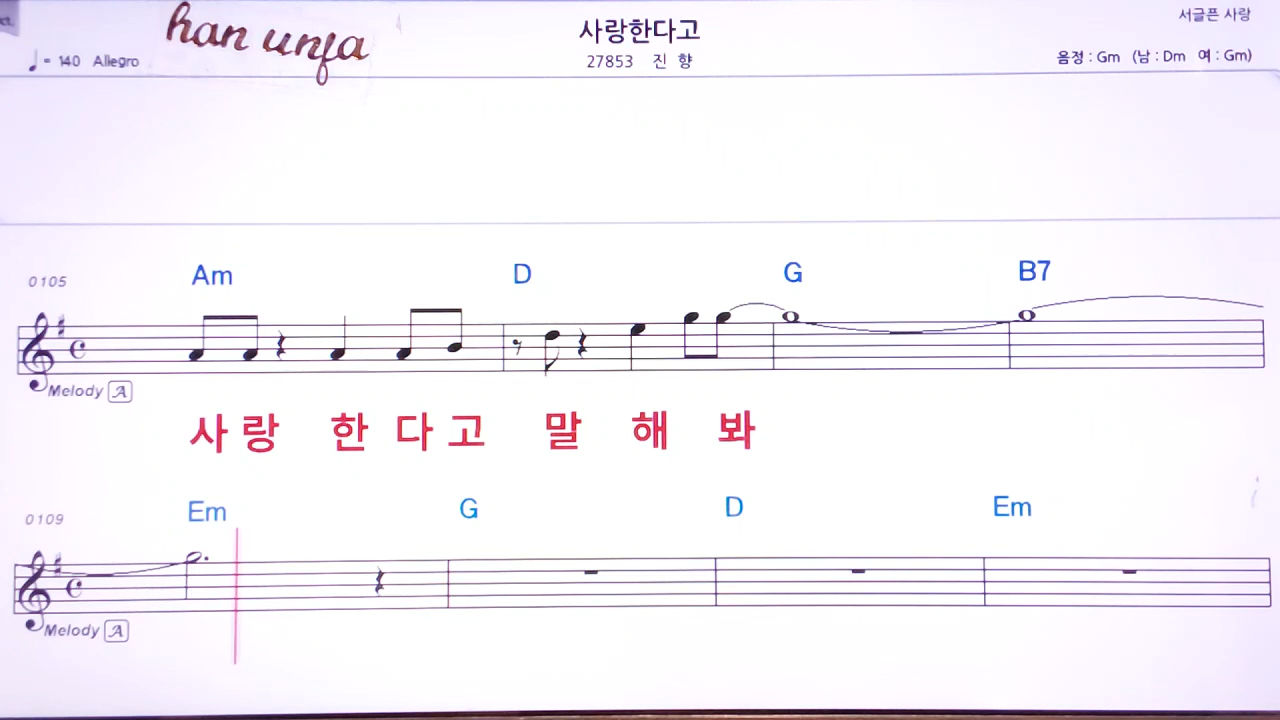 ct.
han unja
사랑한다고
서글픈 사랑
= 140 Allegro
27853 진 향
음정 : Gm (남 : Dm 여 : Gm)
0105
Am D G B7
Melody A
사 랑 한 다 고 말 해 봐
0109
Em G D Em
Melody A